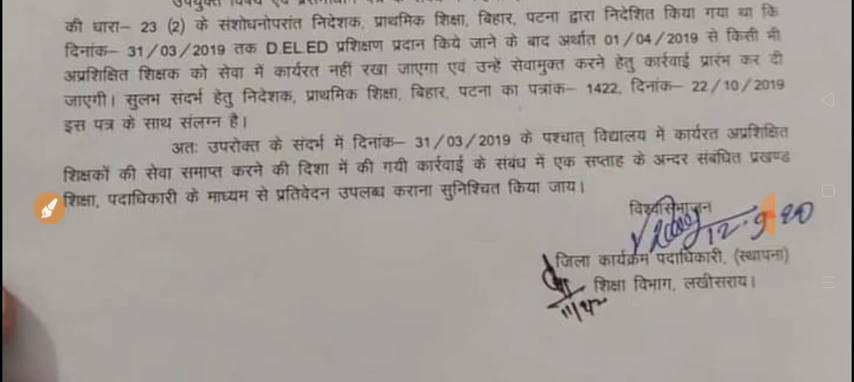 उपर्युक्त विषय एवं
की धारा– 23 (2) के संशोधनोपरांत निदेशक, प्राथमिक शिक्षा, बिहार, पटना द्वारा निदेशित किया गया था कि
दिनांक– 31/03/2019 तक D.EL.ED प्रशिक्षण प्रदान किये जाने के बाद अर्थात 01/04/2019 से किसी भी
अप्रशिक्षित शिक्षक को सेवा में कार्यरत नहीं रखा जाएगा एवं उन्हें सेवामुक्त करने हेतु कार्रवाई प्रारंभ कर दी
जाएगी। सुलभ संदर्भ हेतु निदेशक, प्राथमिक शिक्षा, बिहार, पटना का पत्रांक– 1422, दिनांक– 22/10/2019
इस पत्र के साथ संलग्न है।
अतः उपरोक्त के संदर्भ में दिनांक– 31/03/2019 के पश्चात् विद्यालय में कार्यरत अप्रशिक्षित
शिक्षकों की सेवा समाप्त करने की दिशा में की गयी कार्रवाई के संबंध में एक सप्ताह के अन्दर संबंधित प्रखण्ड
शिक्षा, पदाधिकारी के माध्यम से प्रतिवेदन उपलब्ध कराना सुनिश्चित किया जाय।
विश्वासभाजन
12.9.20
जिला कार्यक्रम पदाधिकारी, (स्थापना)
शिक्षा विभाग, लखीसराय।